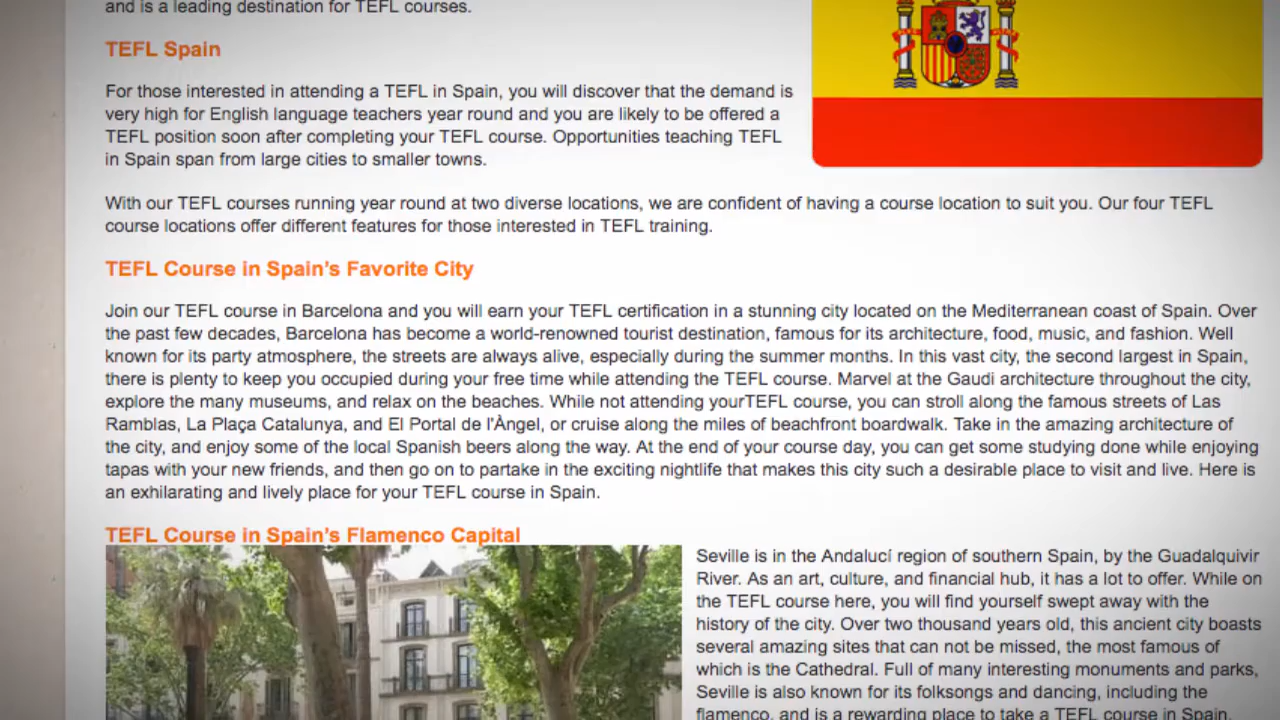 and is a leading destination for TEFL courses.
TEFL Spain
For those interested in attending a TEFL in Spain, you will discover that the demand is
very high for English language teachers year round and you are likely to be offered a
TEFL position soon after completing your TEFL course. Opportunities teaching TEFL
in Spain span from large cities to smaller towns.
With our TEFL courses running year round at two diverse locations, we are confident of having a course location to suit you. Our four TEFL
course locations offer different features for those interested in TEFL training.
TEFL Course in Spain's Favorite City
Join our TEFL course in Barcelona and you will earn your TEFL certification in a stunning city located on the Mediterranean coast of Spain. Over
the past few decades, Barcelona has become a world-renowned tourist destination, famous for its architecture, food, music, and fashion. Well
known for its party atmosphere, the streets are always alive, especially during the summer months. In this vast city, the second largest in Spain,
there is plenty to keep you occupied during your free time while attending the TEFL course. Marvel at the Gaudi architecture throughout the city,
explore the many museums, and relax on the beaches. While not attending yourTEFL course, you can stroll along the famous streets of Las
Ramblas, La Plaça Catalunya, and El Portal de l'Àngel, or cruise along the miles of beachfront boardwalk. Take in the amazing architecture of
the city, and enjoy some of the local Spanish beers along the way. At the end of your course day, you can get some studying done while enjoying
tapas with your new friends, and then go on to partake in the exciting nightlife that makes this city such a desirable place to visit and live. Here is
an exhilarating and lively place for your TEFL course in Spain.
TEFL Course in Spain's Flamenco Capital
Seville is in the Andalucí region of southern Spain, by the Guadalquivir
River. As an art, culture, and financial hub, it has a lot to offer. While on
the TEFL course here, you will find yourself swept away with the
history of the city. Over two thousand years old, this ancient city boasts
several amazing sites that can not be missed, the most famous of
which is the Cathedral. Full of many interesting monuments and parks,
Seville is also known for its folksongs and dancing, including the
flamenco, and is a rewarding place to take a TEFL course in Spain.